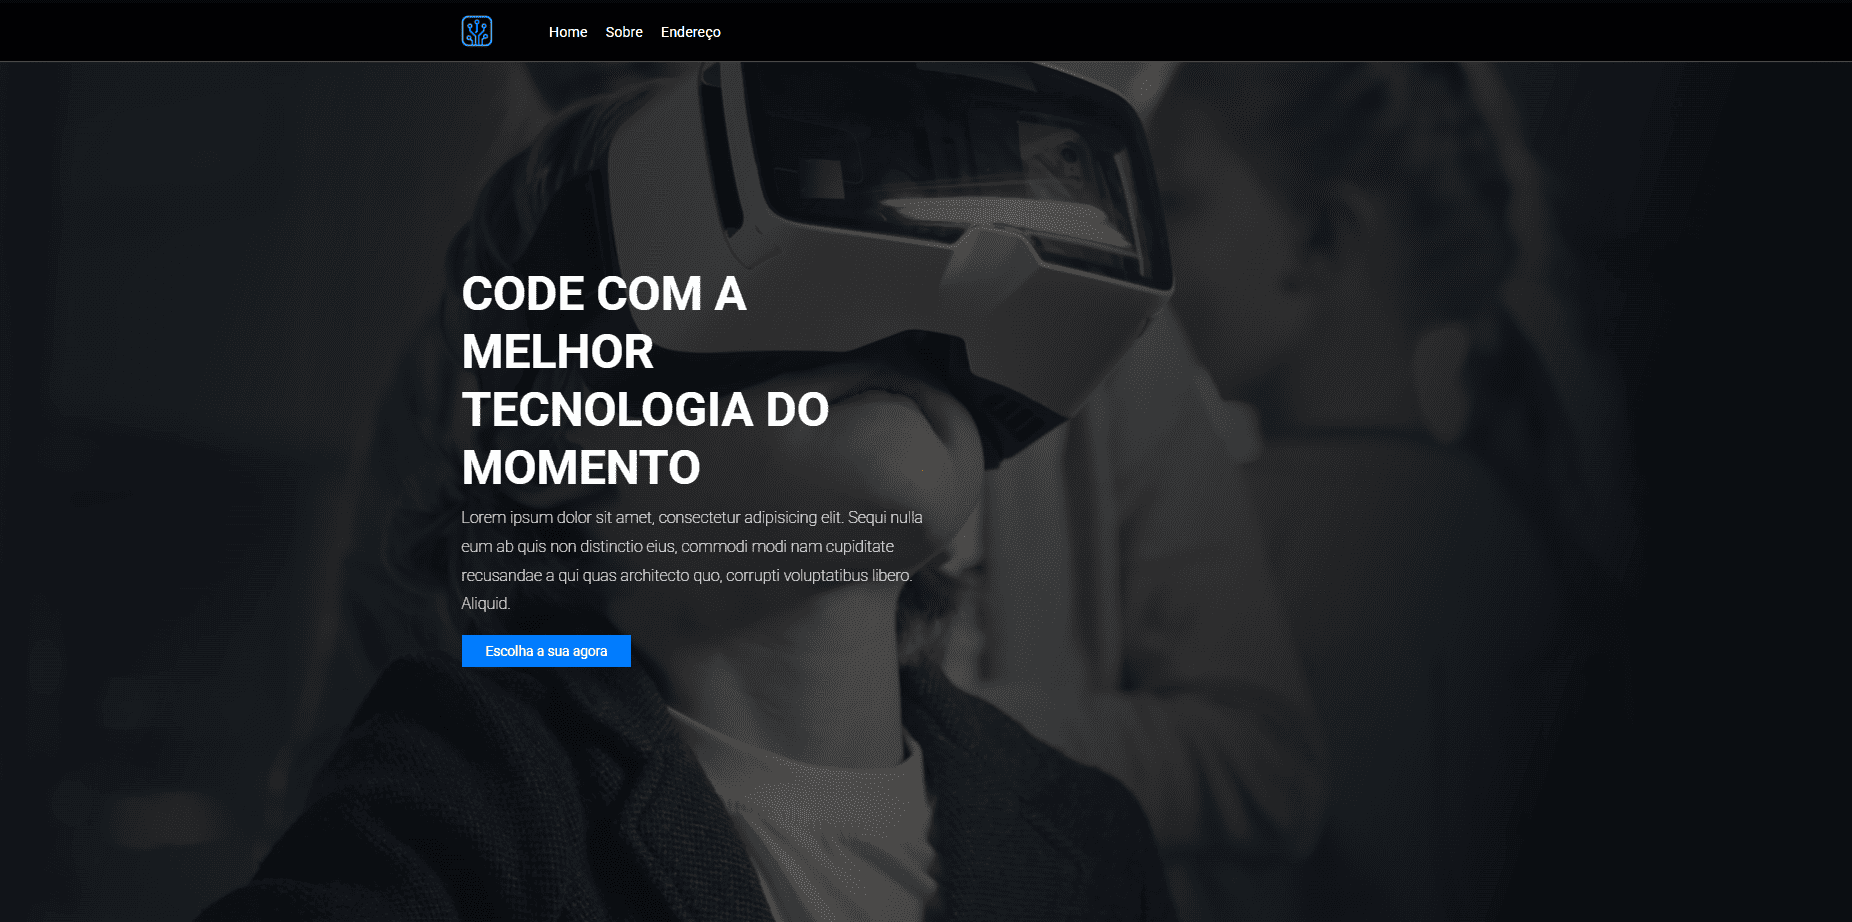 Home Sobre Endereço
CODE COM A
MELHOR
TECNOLOGIA DO
MOMENTO
Lorem ipsum dolor sit amet, consectetur adipisicing elit. Sequi nulla
eum ab quis non distinctio eius, commodi modi nam cupiditate
recusandae a qui quas architecto quo, corrupti voluptatibus libero.
Aliquid.
Escolha a sua agora